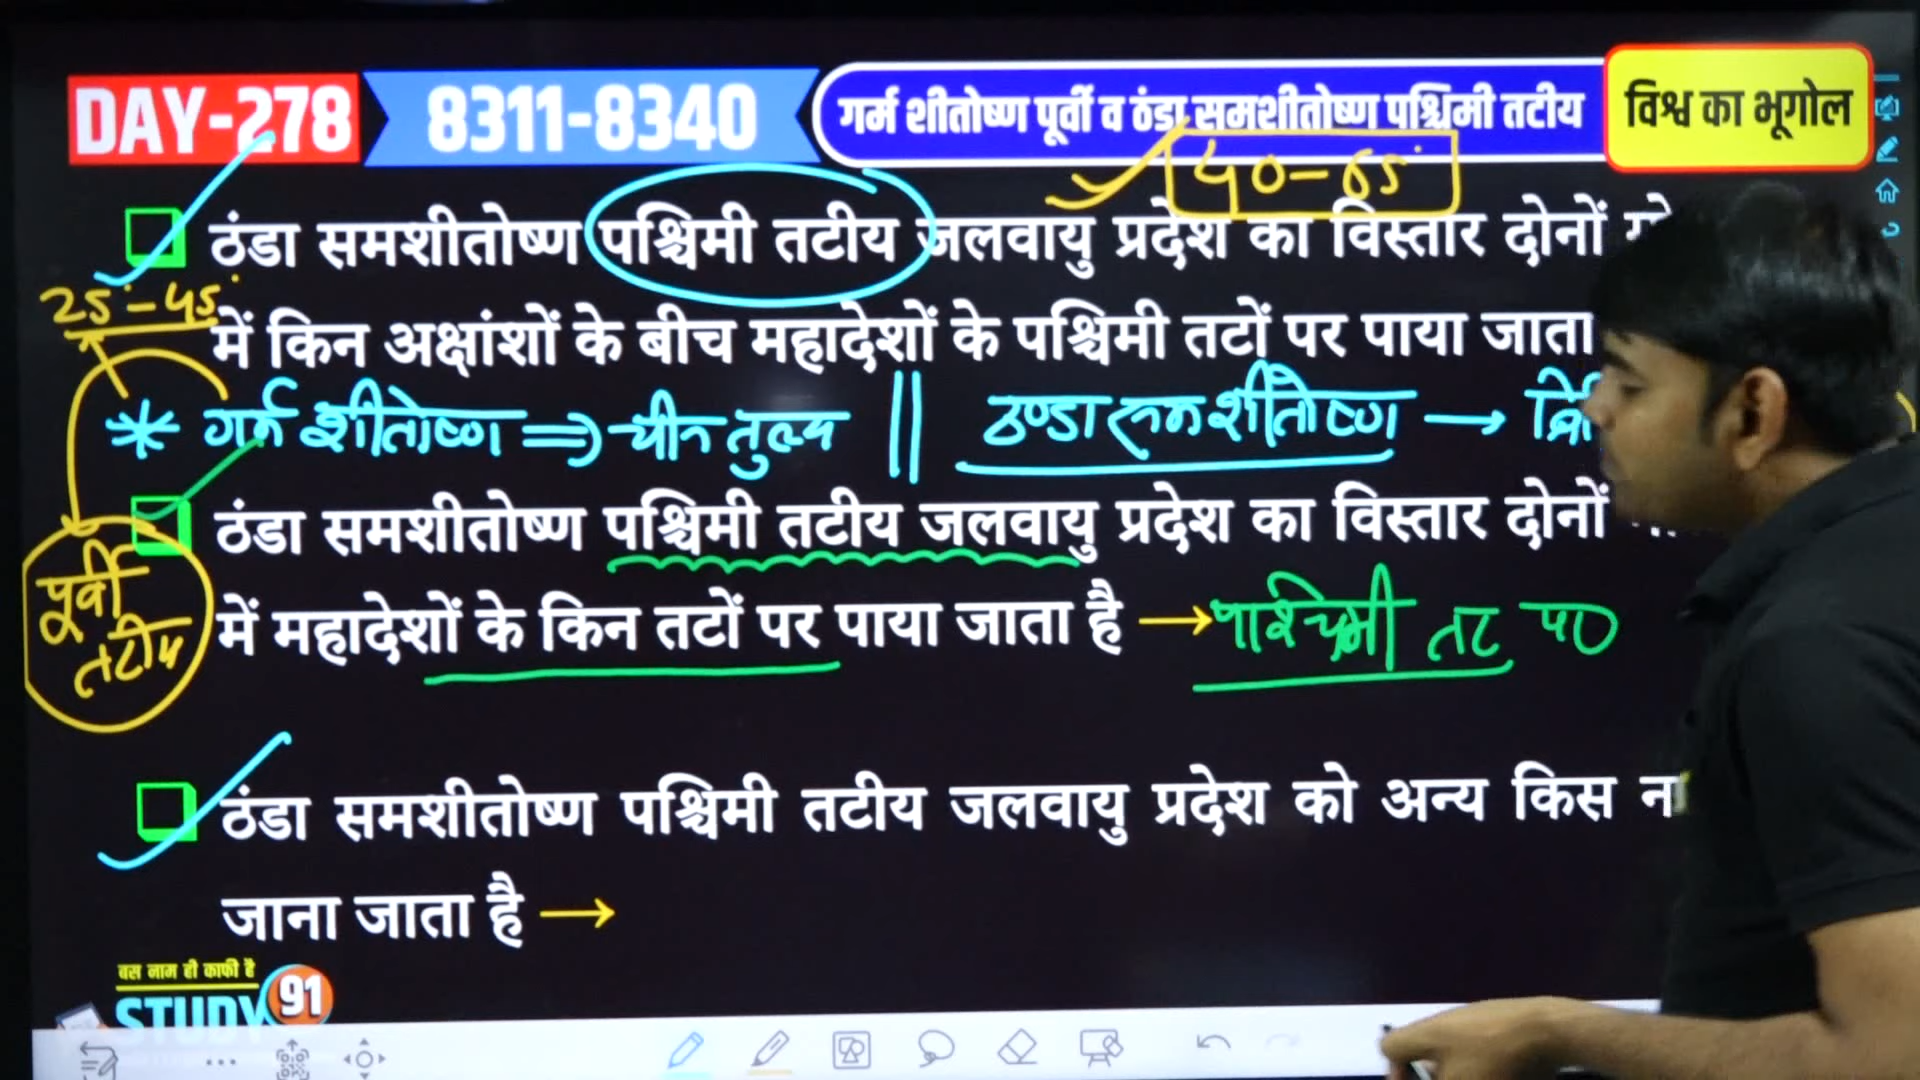 DAY-278 8311-8340 गर्म शीतोष्ण पूर्वी व ठंडा समशीतोष्ण पश्चिमी तटीय विश्व का भूगोल
40-65°
ठंडा समशीतोष्ण पश्चिमी तटीय जलवायु प्रदेश का विस्तार दोनों
25°-45°
में किन अक्षांशों के बीच महादेशों के पश्चिमी तटों पर पाया जाता
* गर्म शीतोष्ण ⇒ चीन तुल्य || ठण्डा समशीतोष्ण →
ठंडा समशीतोष्ण पश्चिमी तटीय जलवायु प्रदेश का विस्तार दोनों
पूर्वी
तटीय
में महादेशों के किन तटों पर पाया जाता है → पश्चिमी तट पर
ठंडा समशीतोष्ण पश्चिमी तटीय जलवायु प्रदेश को अन्य किस
जाना जाता है →
बस नाम ही काफी है
STUDY 91